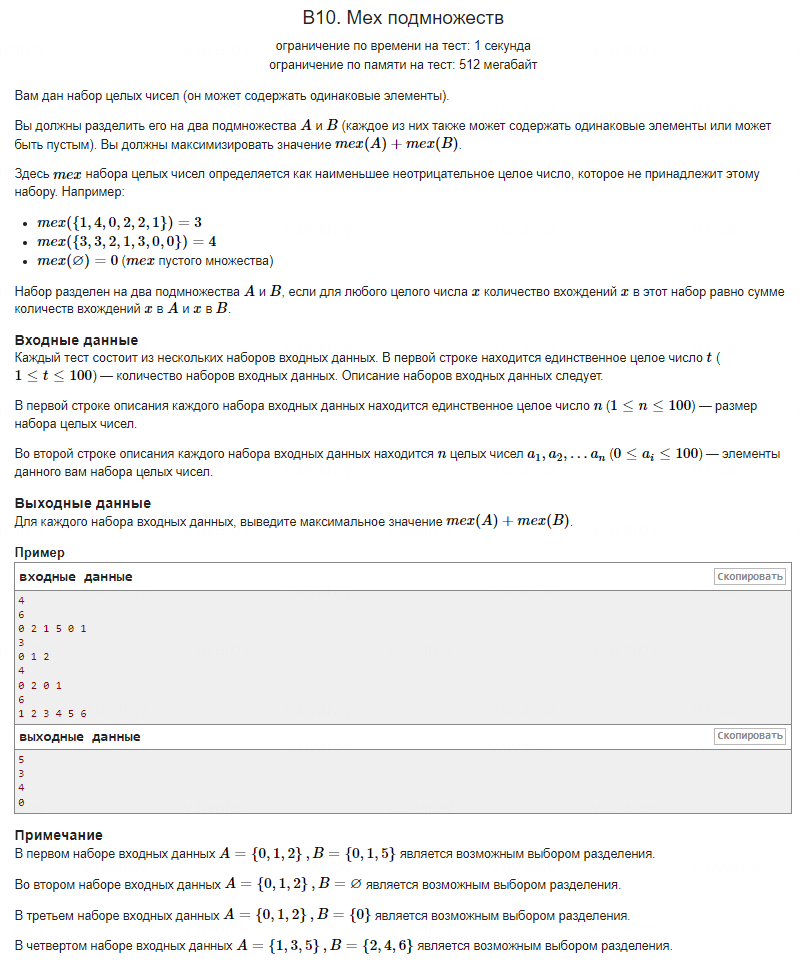 B10. Мех подмножеств
ограничение по времени на тест: 1 секунда
ограничение по памяти на тест: 512 мегабайт
Вам дан набор целых чисел (он может содержать одинаковые элементы).
Вы должны разделить его на два подмножества A и B (каждое из них также может содержать одинаковые элементы или может
быть пустым). Вы должны максимизировать значение mex(A) + mex(B).
Здесь mex набора целых чисел определяется как наименьшее неотрицательное целое число, которое не принадлежит этому
набору. Например:
• mex({1, 4, 0, 2, 2, 1}) = 3
• mex({3, 3, 2, 1, 3, 0, 0}) = 4
• mex(∅) = 0 (mex пустого множества)
Набор разделен на два подмножества A и B, если для любого целого числа x количество вхождений x в этот набор равно сумме
количеств вхождений x в A и x в B.
Входные данные
Каждый тест состоит из нескольких наборов входных данных. В первой строке находится единственное целое число t (
1 ≤ t ≤ 100) — количество наборов входных данных. Описание наборов входных данных следует.
В первой строке описания каждого набора входных данных находится единственное целое число n (1 ≤ n ≤ 100) — размер
набора целых чисел.
Во второй строке описания каждого набора входных данных находится n целых чисел a₁, a₂, … aₙ (0 ≤ aᵢ ≤ 100) — элементы
данного вам набора целых чисел.
Выходные данные
Для каждого набора входных данных, выведите максимальное значение mex(A) + mex(B).
Пример
входные данные Скопировать
4
6
0 2 1 5 0 1
3
0 1 2
4
0 2 0 1
6
1 2 3 4 5 6
выходные данные Скопировать
5
3
4
0
Примечание
В первом наборе входных данных A = {0, 1, 2} , B = {0, 1, 5} является возможным выбором разделения.
Во втором наборе входных данных A = {0, 1, 2} , B = ∅ является возможным выбором разделения.
В третьем наборе входных данных A = {0, 1, 2} , B = {0} является возможным выбором разделения.
В четвертом наборе входных данных A = {1, 3, 5} , B = {2, 4, 6} является возможным выбором разделения.